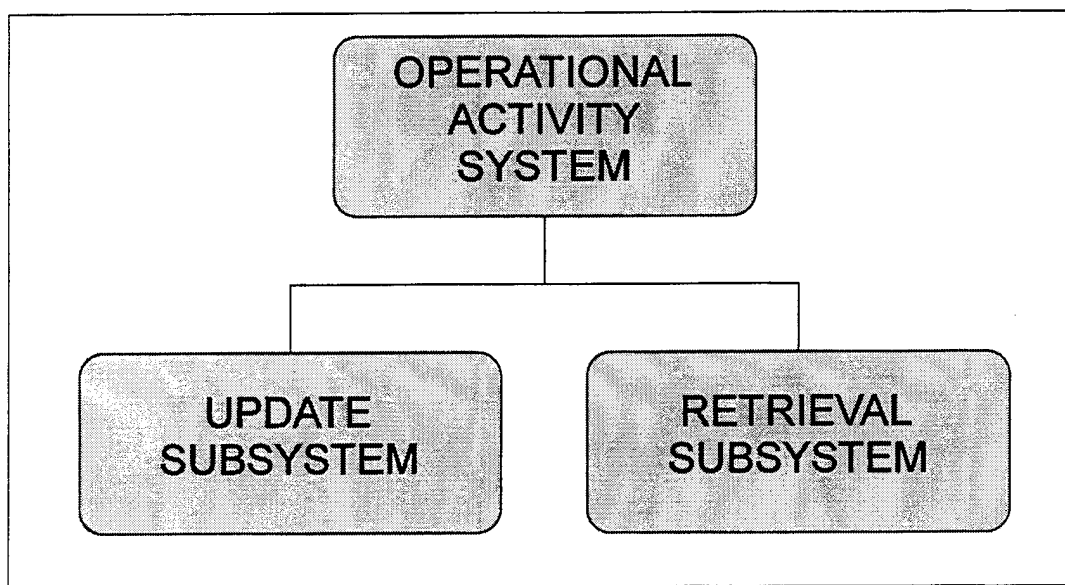 OPERATIONAL
ACTIVITY
SYSTEM
UPDATE
SUBSYSTEM
RETRIEVAL
SUBSYSTEM